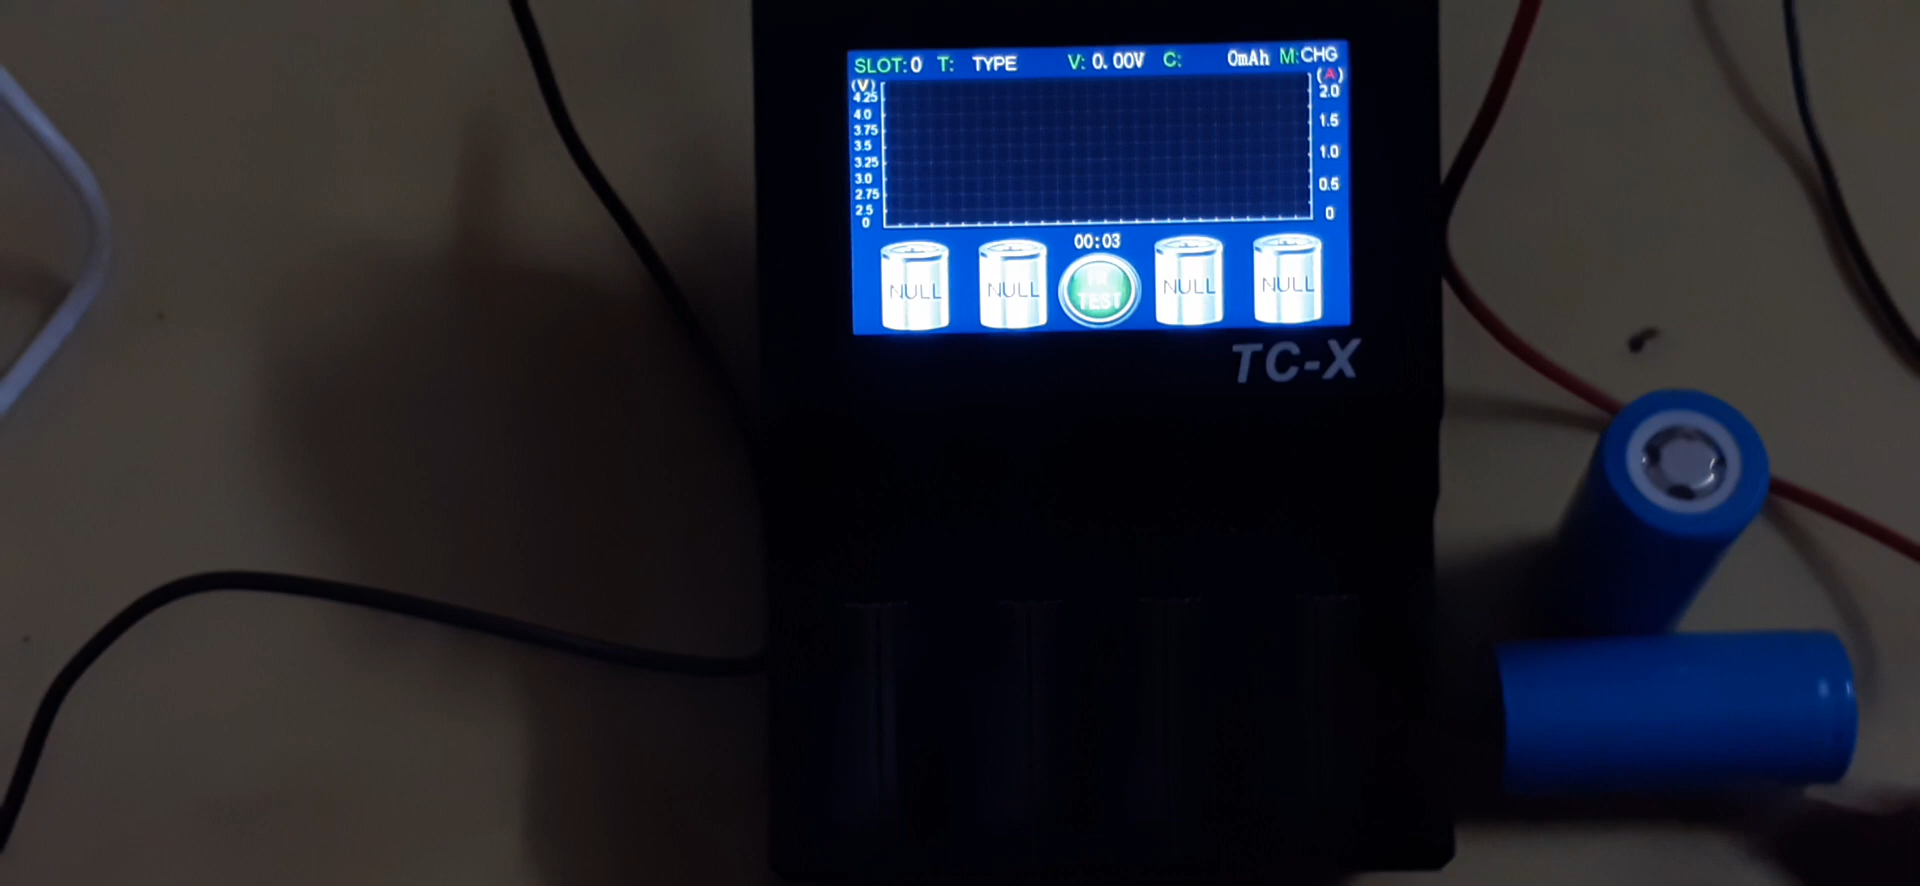 SLOT:0 T: TYPE V: 0.00V C: 0mAh M:CHG
(V) (A)
4.25 2.0
4.0
3.75 1.5
3.5
3.25 1.0
3.0
2.75 0.5
2.5
0 0
00:03
NULL NULL IR TEST NULL NULL
TC-X